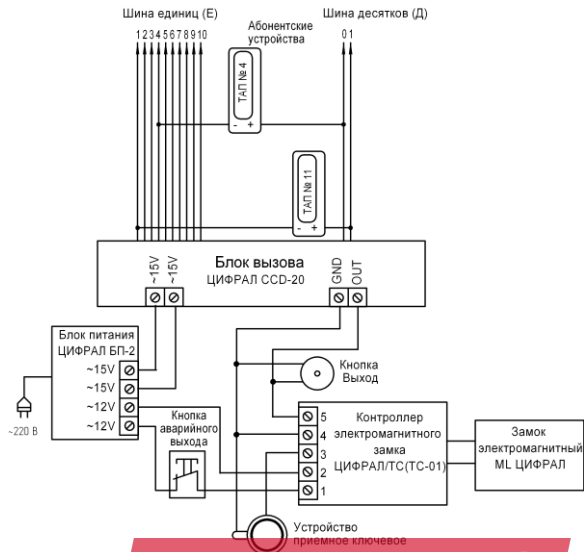 Шина единиц (Е)
Шина десятков (Д)
Абонентские
устройства
1 2 3 4 5 6 7 8 9 10
0 1
ТАП № 4
- +
ТАП № 11
- +
Блок вызова
ЦИФРАЛ CCD-20
~15V
~15V
GND
OUT
Блок питания
ЦИФРАЛ БП-2
~15V
~15V
~12V
~12V
~220 В
Кнопка
Выход
Кнопка
аварийного
выхода
5
4
3
2
1
Контроллер
электромагнитного
замка
ЦИФРАЛ/ТС(ТС-01)
Замок
электромагнитный
ML ЦИФРАЛ
Устройство
приемное ключевое